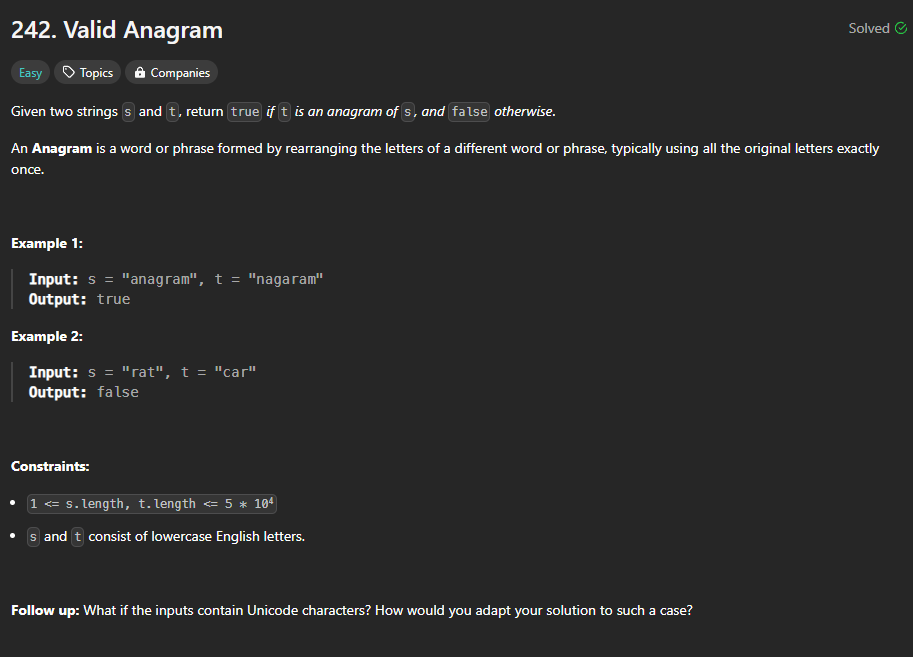 242. Valid Anagram
Solved
Easy
Topics
Companies
Given two strings s and t, return true if t is an anagram of s, and false otherwise.
An Anagram is a word or phrase formed by rearranging the letters of a different word or phrase, typically using all the original letters exactly
once.
Example 1:
Input: s = "anagram", t = "nagaram"
Output: true
Example 2:
Input: s = "rat", t = "car"
Output: false
Constraints:
• 1 <= s.length, t.length <= 5 * 10⁴
• s and t consist of lowercase English letters.
Follow up: What if the inputs contain Unicode characters? How would you adapt your solution to such a case?